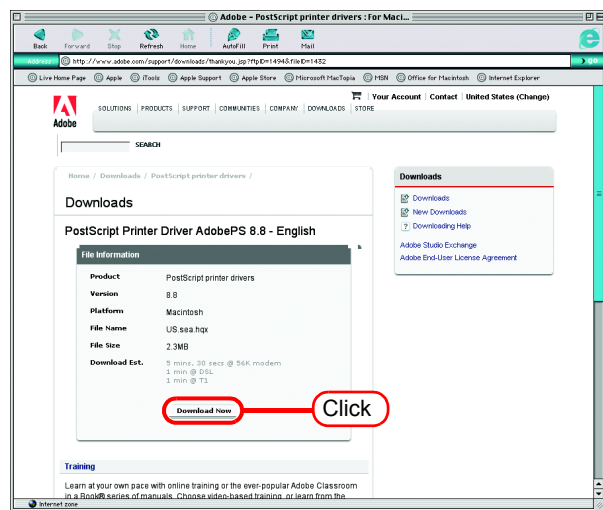 Adobe - PostScript printer drivers : For Maci...
Back Forward Stop Refresh Home AutoFill Print Mail
Address http://www.adobe.com/support/downloads/thankyou.jsp?ftpID=1494&fileID=1432 go
Live Home Page Apple iTools Apple Support Apple Store Microsoft MacTopia MSN Office for Macintosh Internet Explorer
Your Account | Contact | United States (Change)
Adobe
SOLUTIONS PRODUCTS SUPPORT COMMUNITIES COMPANY DOWNLOADS STORE
SEARCH
Home / Downloads / PostScript printer drivers /
Downloads
PostScript Printer Driver AdobePS 8.8 - English
File Information
Product PostScript printer drivers
Version 8.8
Platform Macintosh
File Name US.sea.hqx
File Size 2.3MB
Download Est. 5 mins, 30 secs @ 56K modem
1 min @ DSL
1 min @ T1
Download Now
Click
Training
Learn at your own pace with online training or the ever-popular Adobe Classroom
in a Book® series of manuals. Choose video-based training, or learn from the
Downloads
Downloads
New Downloads
Downloading Help
Adobe Studio Exchange
Adobe End-User License Agreement
Internet zone